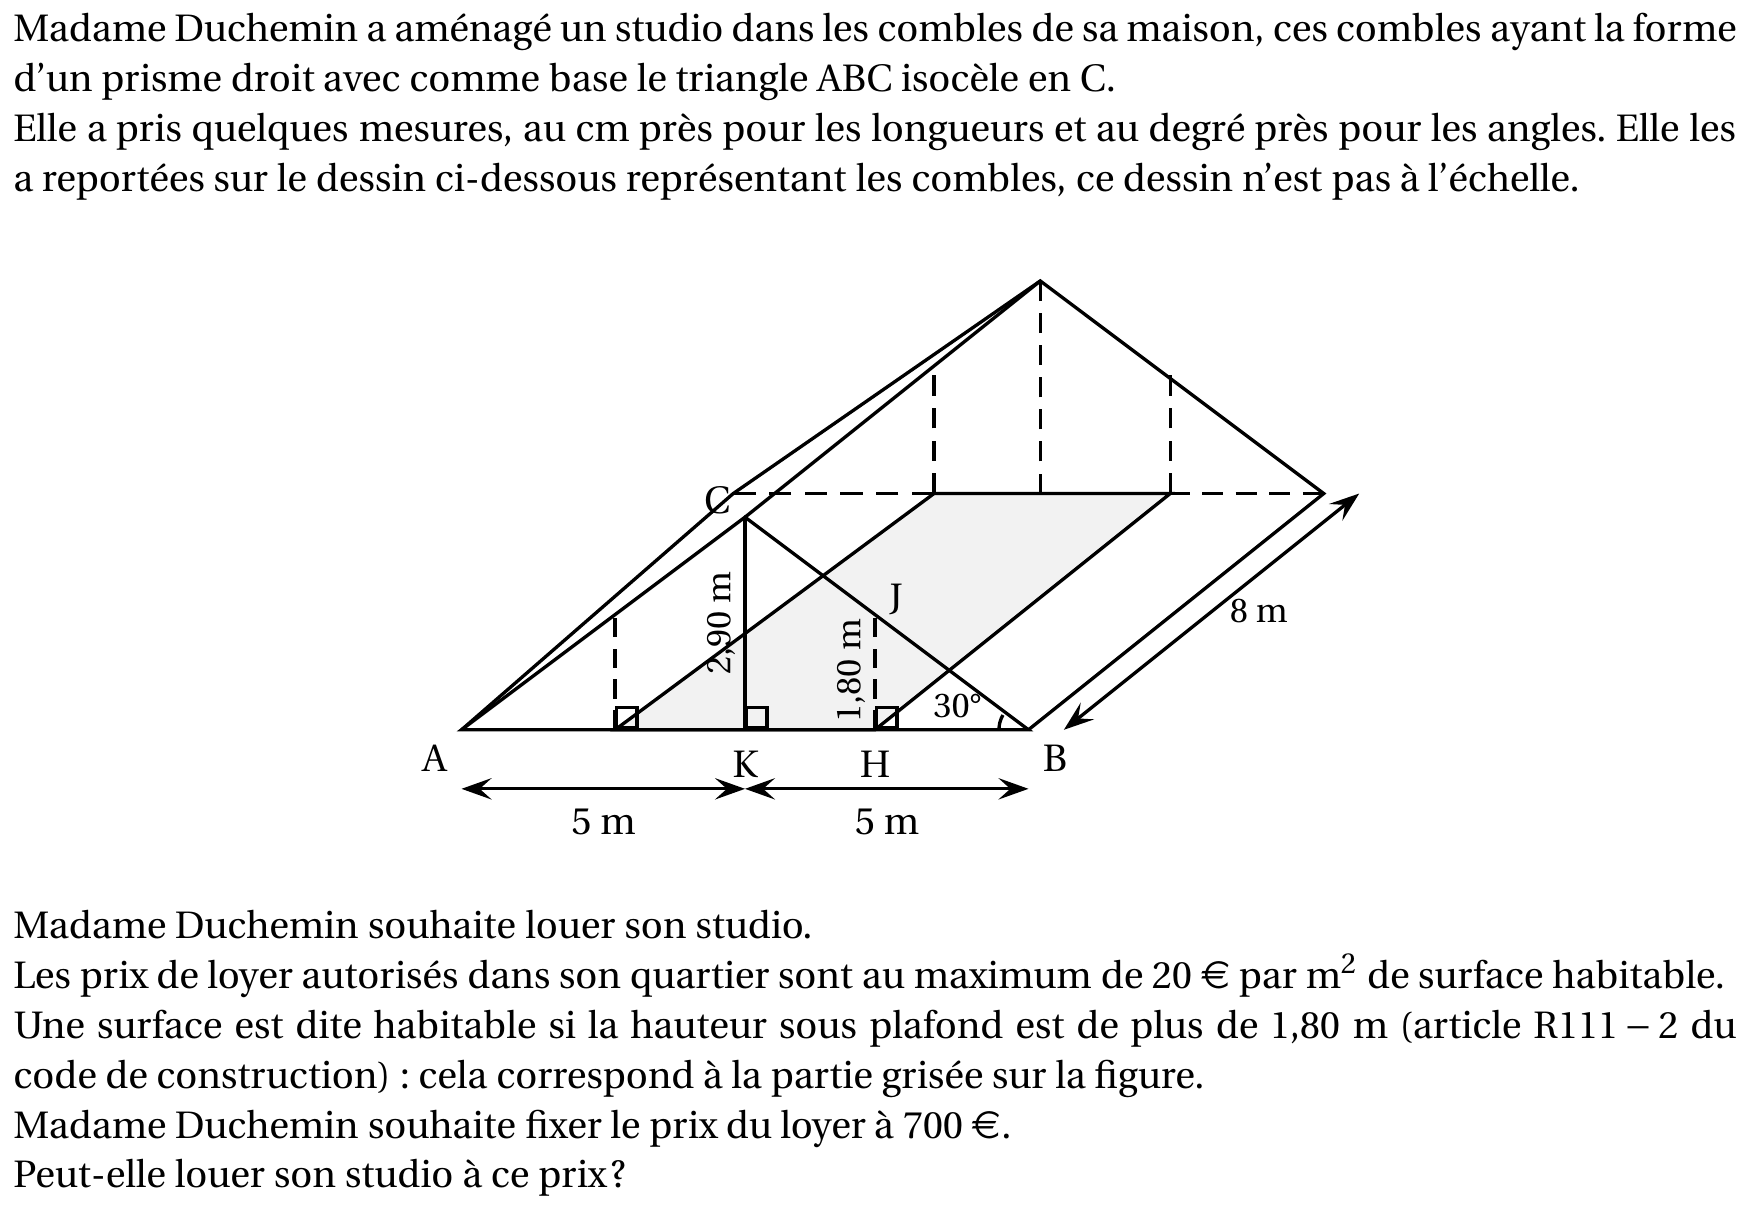 Madame Duchemin a aménagé un studio dans les combles de sa maison, ces combles ayant la forme
d’un prisme droit avec comme base le triangle ABC isocèle en C.
Elle a pris quelques mesures, au cm près pour les longueurs et au degré près pour les angles. Elle les
a reportées sur le dessin ci-dessous représentant les combles, ce dessin n’est pas à l’échelle.
C
2,90 m
J
1,80 m
8 m
30°
A
K
H
B
5 m
5 m
Madame Duchemin souhaite louer son studio.
Les prix de loyer autorisés dans son quartier sont au maximum de 20 € par m² de surface habitable.
Une surface est dite habitable si la hauteur sous plafond est de plus de 1,80 m (article R111 – 2 du
code de construction) : cela correspond à la partie grisée sur la figure.
Madame Duchemin souhaite fixer le prix du loyer à 700 €.
Peut-elle louer son studio à ce prix?